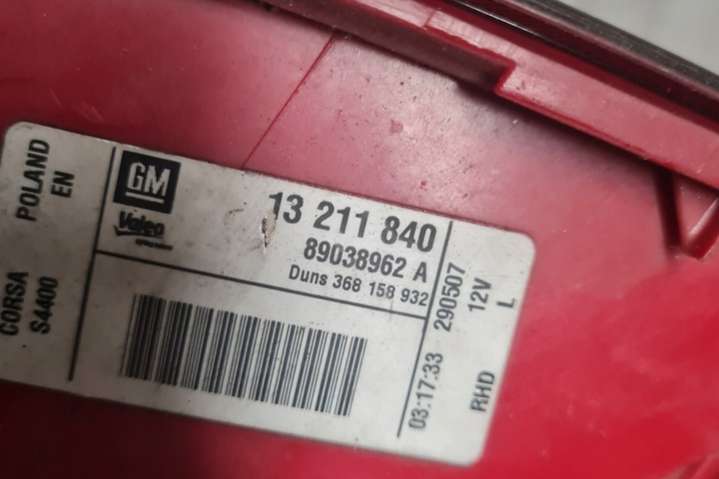 POLAND
EN
CORSA
S4400
GM
Valeo
13 211 840
89038962 A
Duns 368 158 932
03:17:33 290507
12V
RHD L